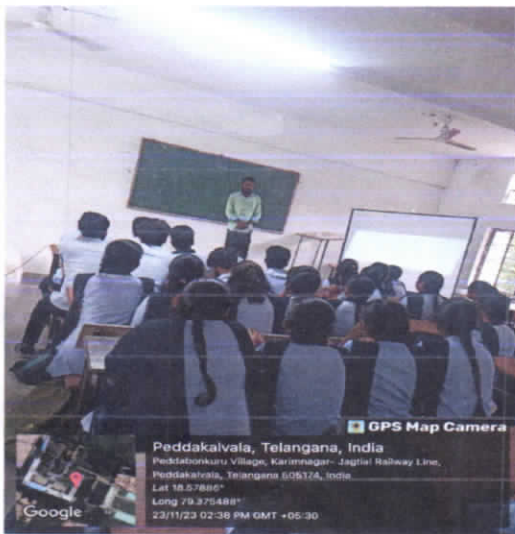 GPS Map Camera
Peddakalvala, Telangana, India
Peddabonkuru Village, Karimnagar- Jagtial Railway Line,
Peddakalvala, Telangana 505174, India
Lat 18.57886°
Long 79.375488°
23/11/23 02:38 PM GMT +05:30
Google